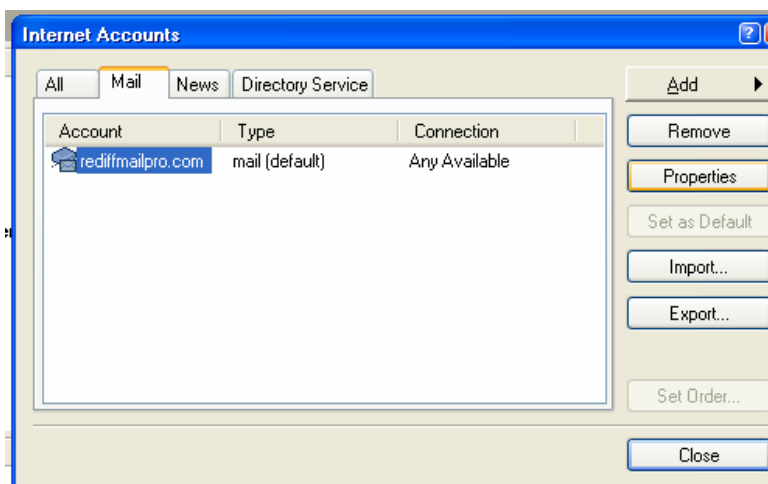 Internet Accounts
All Mail News Directory Service
Add
Account Type Connection
Remove
rediffmailpro.com mail (default) Any Available
Properties
Set as Default
Import...
Export...
Set Order...
Close